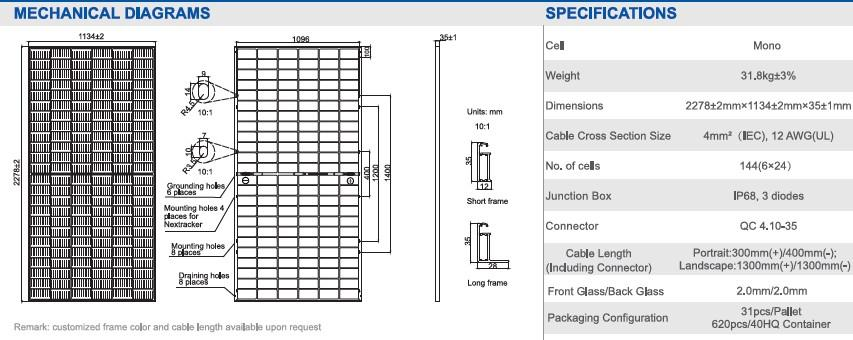 MECHANICAL DIAGRAMS
1134±2
2278±2
1096
100
9
14
10:1
7
10
10:1
Grounding holes
6 places
Mounting holes 4
places for
Nextracker
Mounting holes
8 places
Draining holes
8 places
400
1200
1400
35±1
Units: mm
10:1
35
12
Short frame
35
28
Long frame
Remark: customized frame color and cable length available upon request
SPECIFICATIONS
Cell Mono
Weight 31.8kg±3%
Dimensions 2278±2mm×1134±2mm×35±1mm
Cable Cross Section Size 4mm² (IEC), 12 AWG(UL)
No. of cells 144(6×24)
Junction Box IP68, 3 diodes
Connector QC 4.10-35
Cable Length Portrait:300mm(+)/400mm(-);
(Including Connector) Landscape:1300mm(+)/1300mm(-)
Front Glass/Back Glass 2.0mm/2.0mm
Packaging Configuration 31pcs/Pallet
620pcs/40HQ Container